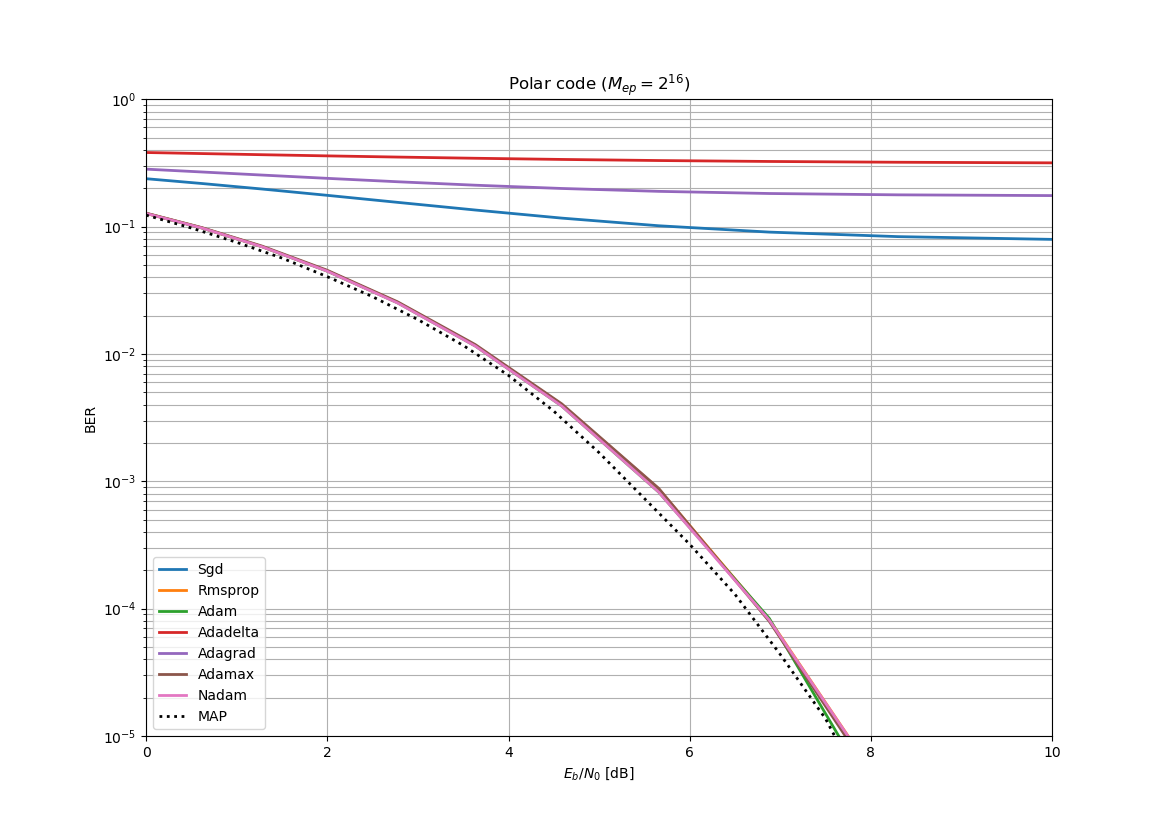 Polar code ($M_{ep} = 2^{16}$)
10^0
10^{-1}
10^{-2}
10^{-3}
10^{-4}
10^{-5}
BER
Sgd
Rmsprop
Adam
Adadelta
Adagrad
Adamax
Nadam
MAP
0 2 4 6 8 10
$E_b/N_0$ [dB]